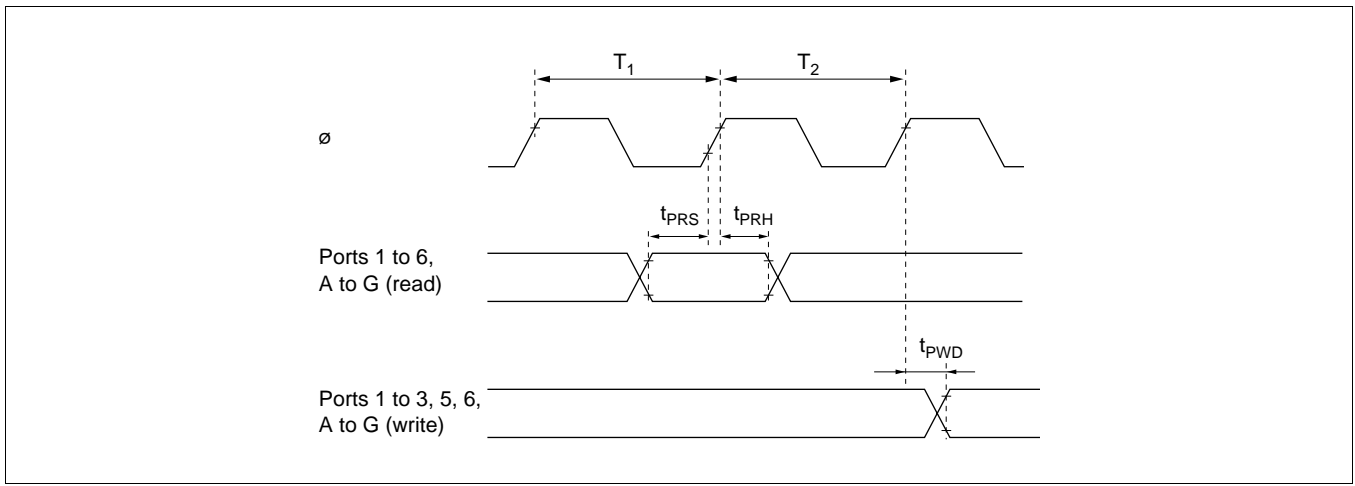 T1
T2
ø
tPRS
tPRH
Ports 1 to 6,
A to G (read)
tPWD
Ports 1 to 3, 5, 6,
A to G (write)